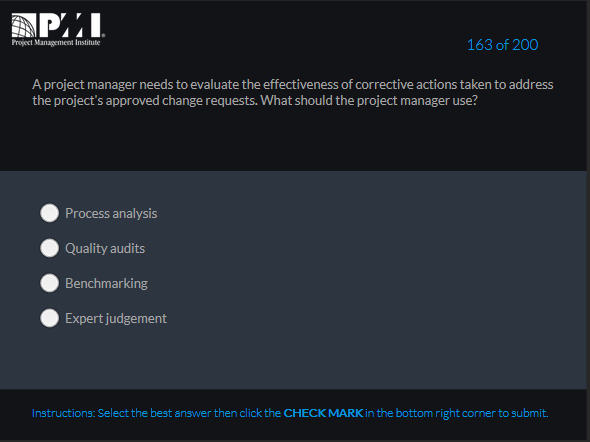 PMI
Project Management Institute
163 of 200
A project manager needs to evaluate the effectiveness of corrective actions taken to address
the project's approved change requests. What should the project manager use?
Process analysis
Quality audits
Benchmarking
Expert judgement
Instructions: Select the best answer then click the CHECK MARK in the bottom right corner to submit.